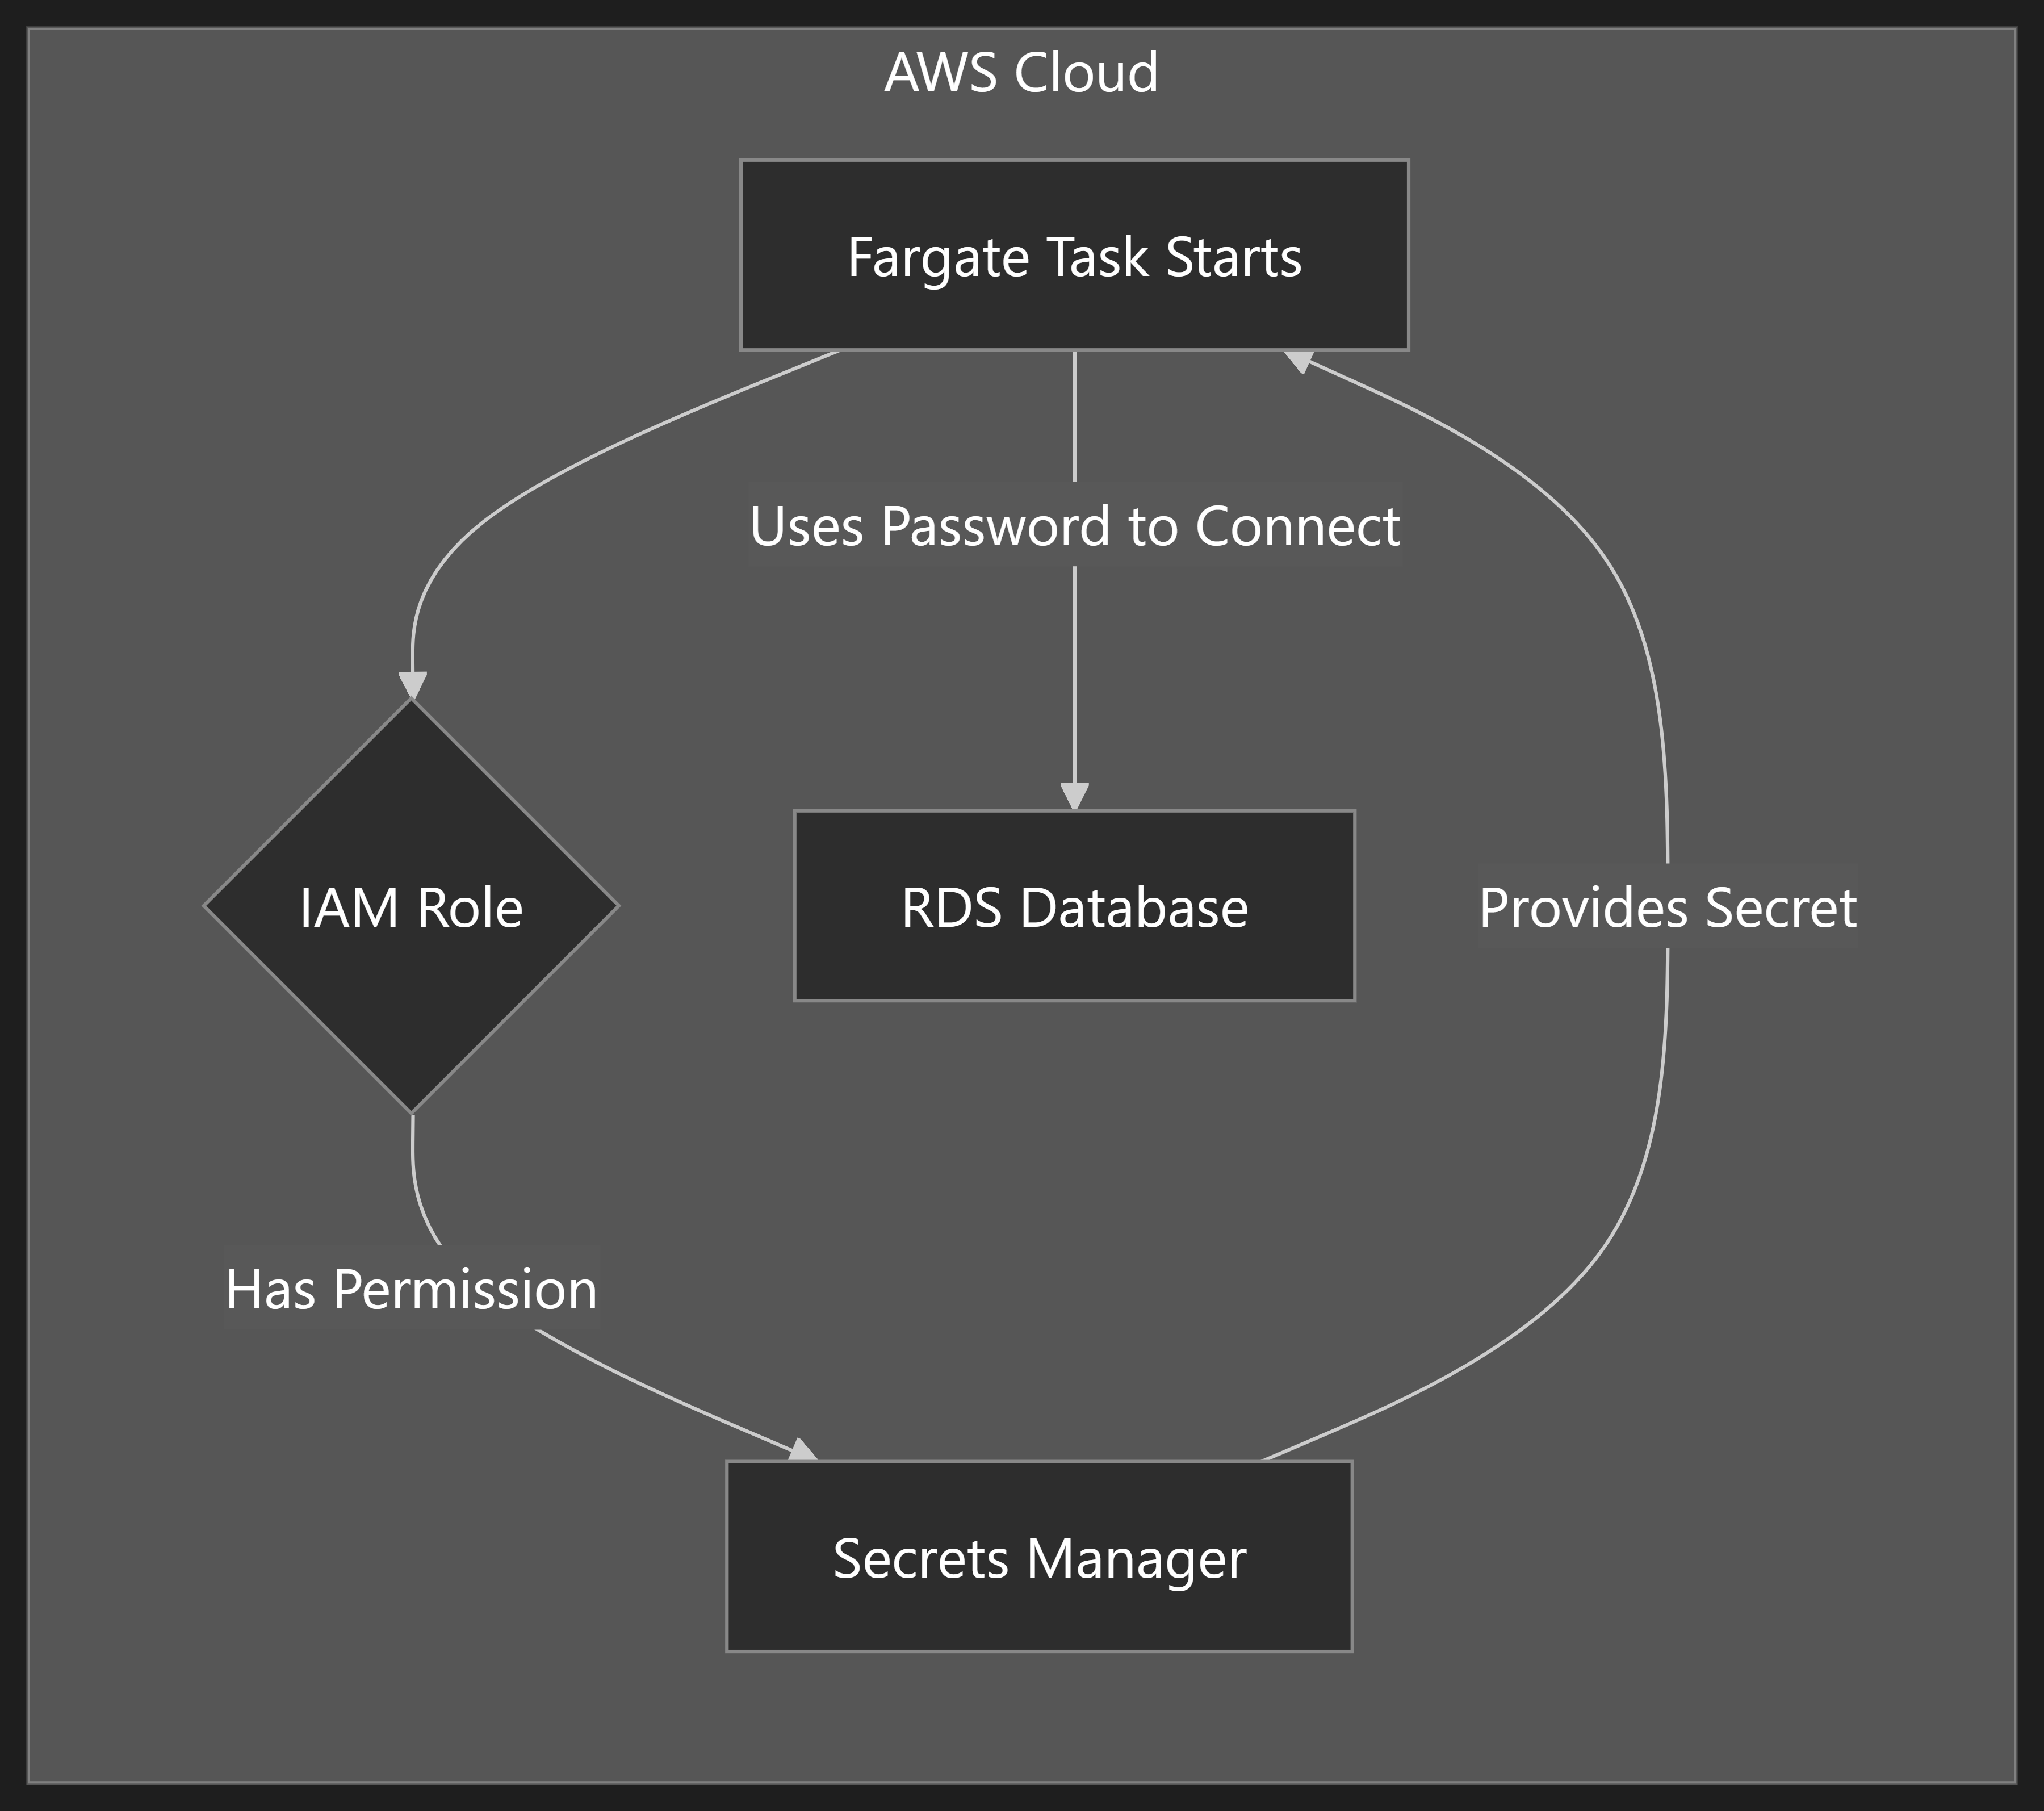 AWS Cloud
Fargate Task Starts
Uses Password to Connect
IAM Role
RDS Database
Provides Secret
Has Permission
Secrets Manager